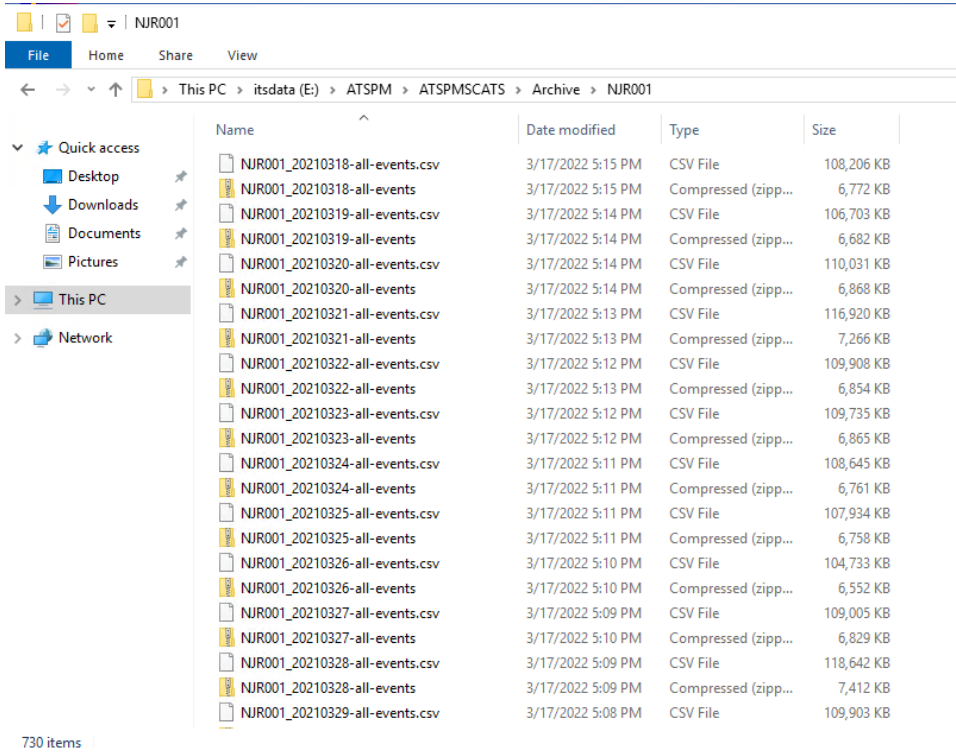 NJR001
File Home Share View
This PC > itsdata (E:) > ATSPM > ATSPMSCATS > Archive > NJR001
Name Date modified Type Size
Quick access
Desktop
Downloads
Documents
Pictures
This PC
Network
NJR001_20210318-all-events.csv 3/17/2022 5:15 PM CSV File 108,206 KB
NJR001_20210318-all-events 3/17/2022 5:15 PM Compressed (zipp... 6,772 KB
NJR001_20210319-all-events.csv 3/17/2022 5:14 PM CSV File 106,703 KB
NJR001_20210319-all-events 3/17/2022 5:14 PM Compressed (zipp... 6,682 KB
NJR001_20210320-all-events.csv 3/17/2022 5:14 PM CSV File 110,031 KB
NJR001_20210320-all-events 3/17/2022 5:14 PM Compressed (zipp... 6,868 KB
NJR001_20210321-all-events.csv 3/17/2022 5:13 PM CSV File 116,920 KB
NJR001_20210321-all-events 3/17/2022 5:13 PM Compressed (zipp... 7,266 KB
NJR001_20210322-all-events.csv 3/17/2022 5:12 PM CSV File 109,908 KB
NJR001_20210322-all-events 3/17/2022 5:13 PM Compressed (zipp... 6,854 KB
NJR001_20210323-all-events.csv 3/17/2022 5:12 PM CSV File 109,735 KB
NJR001_20210323-all-events 3/17/2022 5:12 PM Compressed (zipp... 6,865 KB
NJR001_20210324-all-events.csv 3/17/2022 5:11 PM CSV File 108,645 KB
NJR001_20210324-all-events 3/17/2022 5:11 PM Compressed (zipp... 6,761 KB
NJR001_20210325-all-events.csv 3/17/2022 5:11 PM CSV File 107,934 KB
NJR001_20210325-all-events 3/17/2022 5:11 PM Compressed (zipp... 6,758 KB
NJR001_20210326-all-events.csv 3/17/2022 5:10 PM CSV File 104,733 KB
NJR001_20210326-all-events 3/17/2022 5:10 PM Compressed (zipp... 6,552 KB
NJR001_20210327-all-events.csv 3/17/2022 5:09 PM CSV File 109,005 KB
NJR001_20210327-all-events 3/17/2022 5:10 PM Compressed (zipp... 6,829 KB
NJR001_20210328-all-events.csv 3/17/2022 5:09 PM CSV File 118,642 KB
NJR001_20210328-all-events 3/17/2022 5:09 PM Compressed (zipp... 7,412 KB
NJR001_20210329-all-events.csv 3/17/2022 5:08 PM CSV File 109,903 KB
730 items